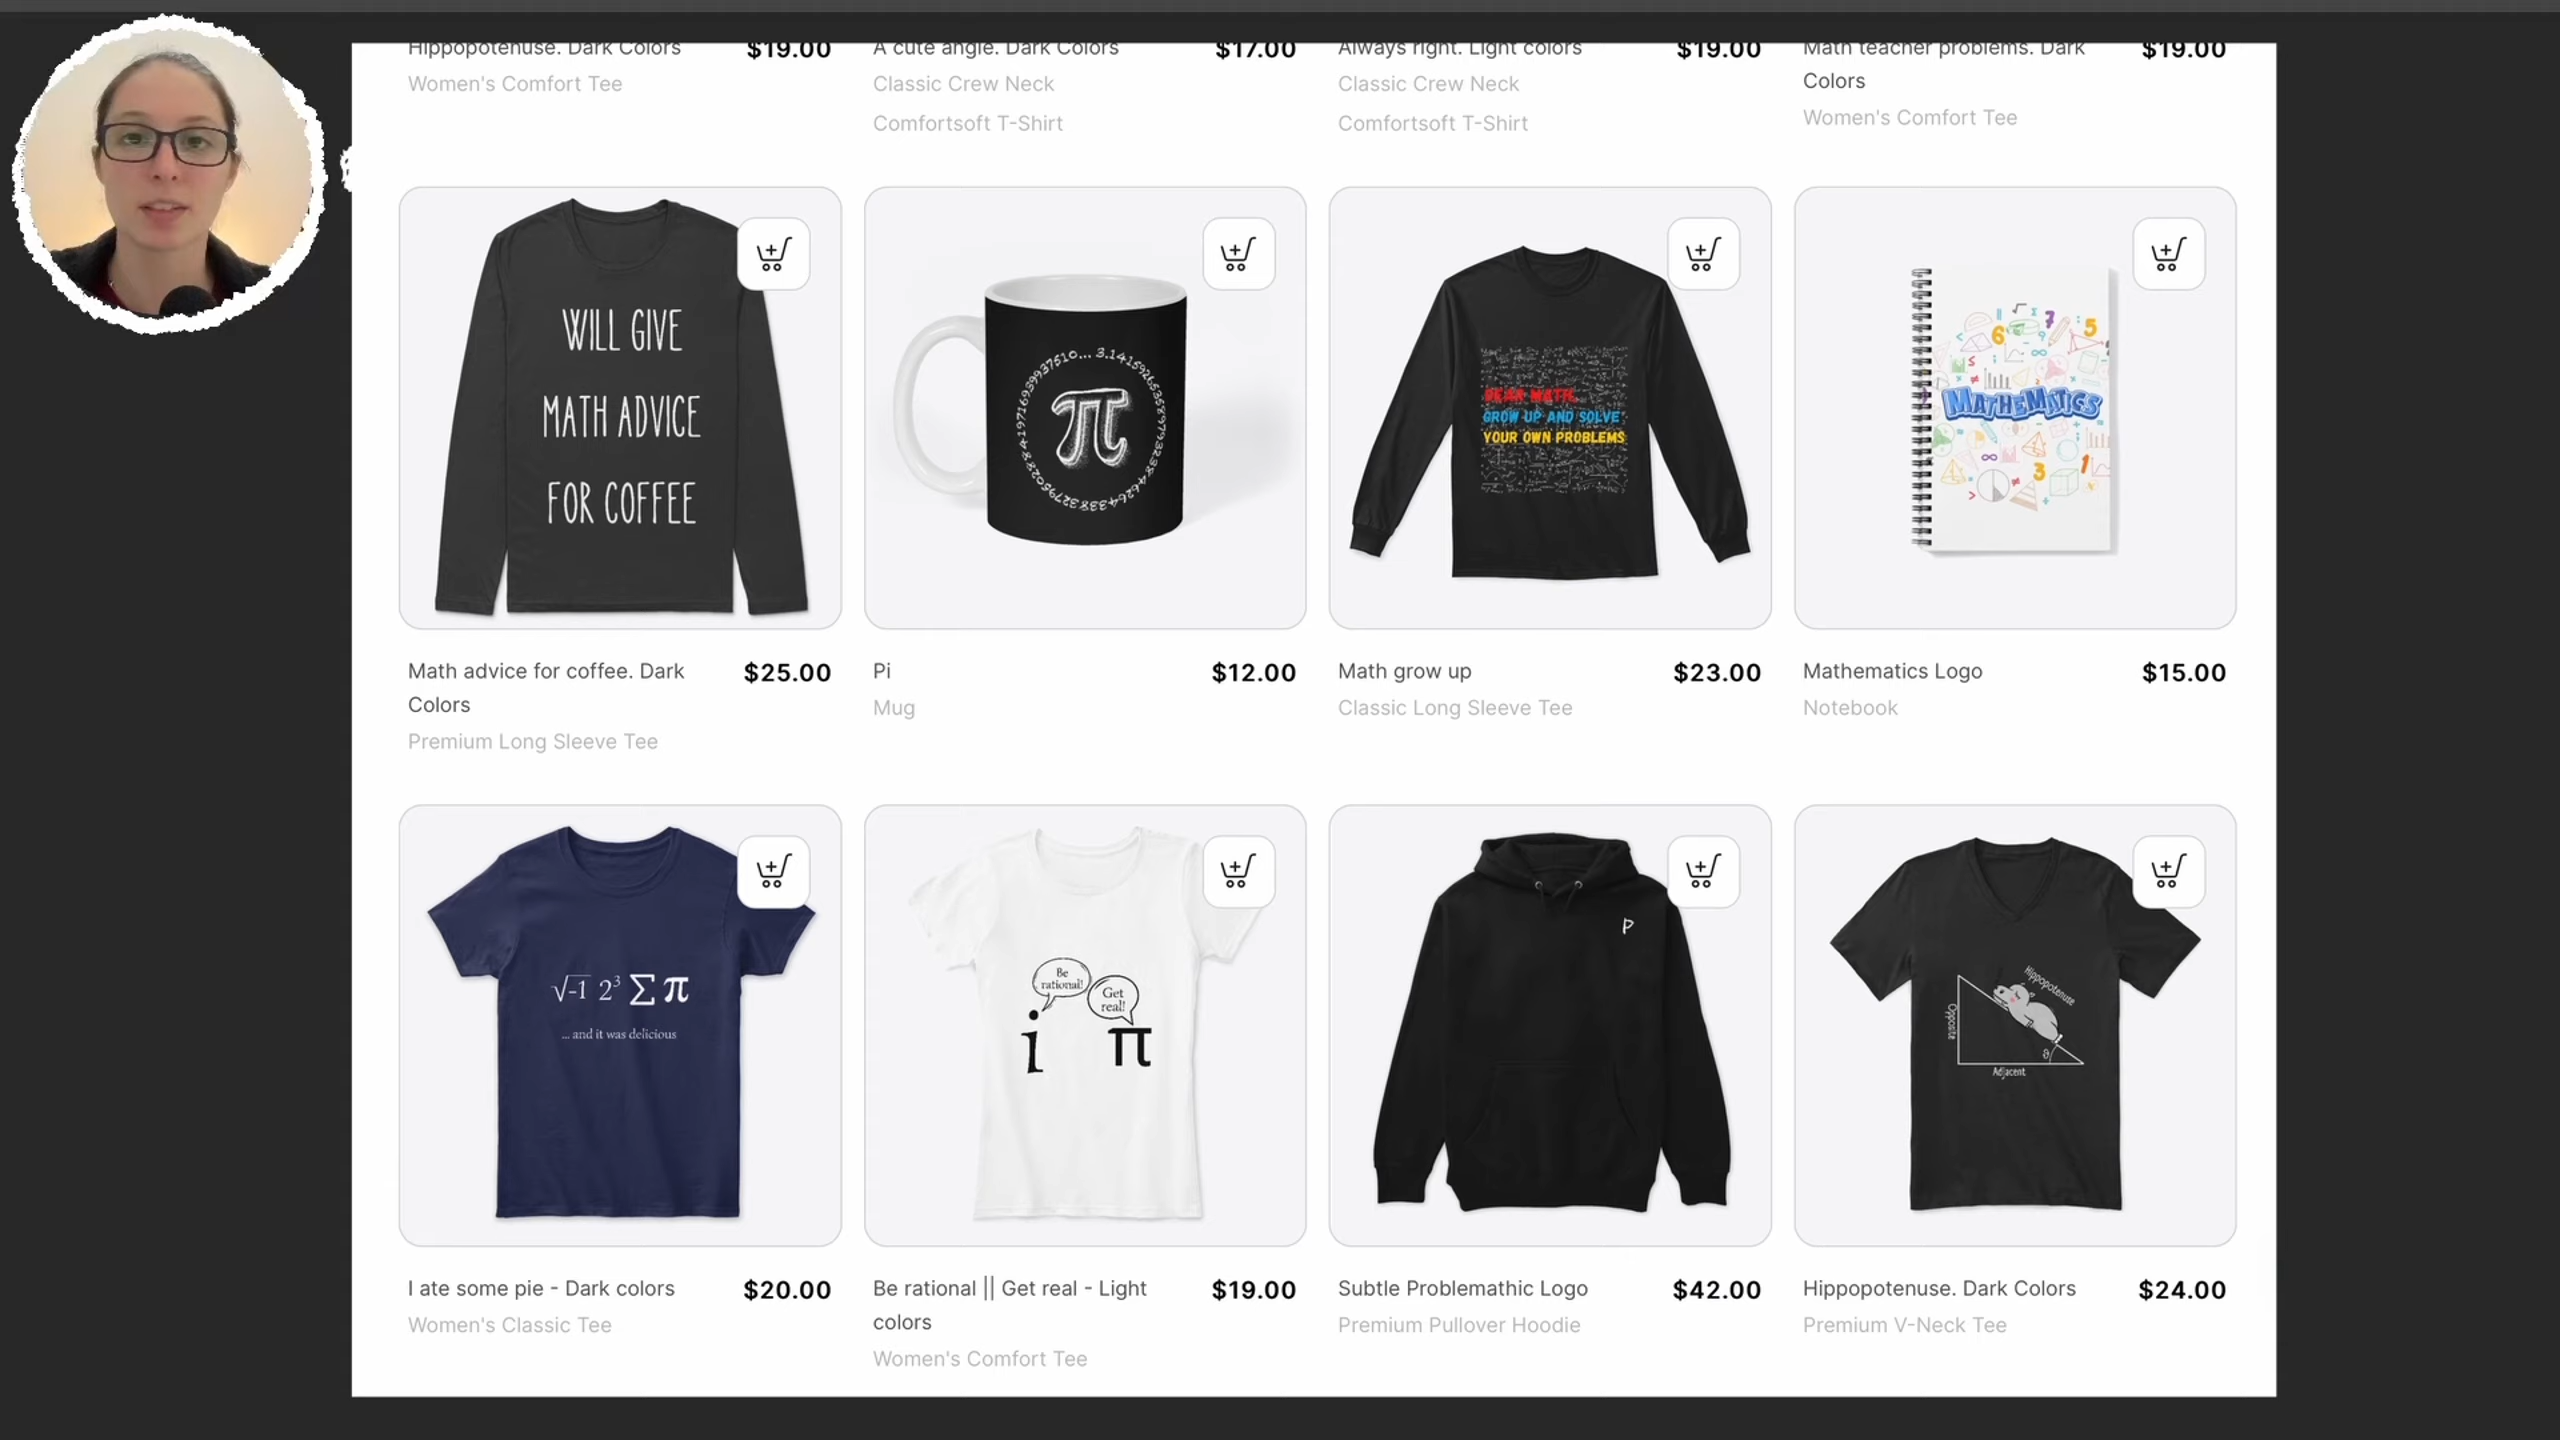 Hippopotenuse. Dark Colors
$19.00
Women's Comfort Tee
A cute angle. Dark Colors
$17.00
Classic Crew Neck
Comfortsoft T-Shirt
Always right. Light colors
$19.00
Classic Crew Neck
Comfortsoft T-Shirt
Math teacher problems. Dark
Colors
$19.00
Women's Comfort Tee
WILL GIVE
MATH ADVICE
FOR COFFEE
3.14159265358979323846264338327950288419716939937510...
π
DEAR MATH,
GROW UP AND SOLVE
YOUR OWN PROBLEMS
MATHEMATICS
Math advice for coffee. Dark
Colors
$25.00
Premium Long Sleeve Tee
Pi
$12.00
Mug
Math grow up
$23.00
Classic Long Sleeve Tee
Mathematics Logo
$15.00
Notebook
√-1 2³ Σ π
... and it was delicious
Be
rational!
Get
real!
i
π
P
Hippopotenuse
Opposite
Adjacent
I ate some pie - Dark colors
$20.00
Women's Classic Tee
Be rational || Get real - Light
colors
$19.00
Women's Comfort Tee
Subtle Problemathic Logo
$42.00
Premium Pullover Hoodie
Hippopotenuse. Dark Colors
$24.00
Premium V-Neck Tee